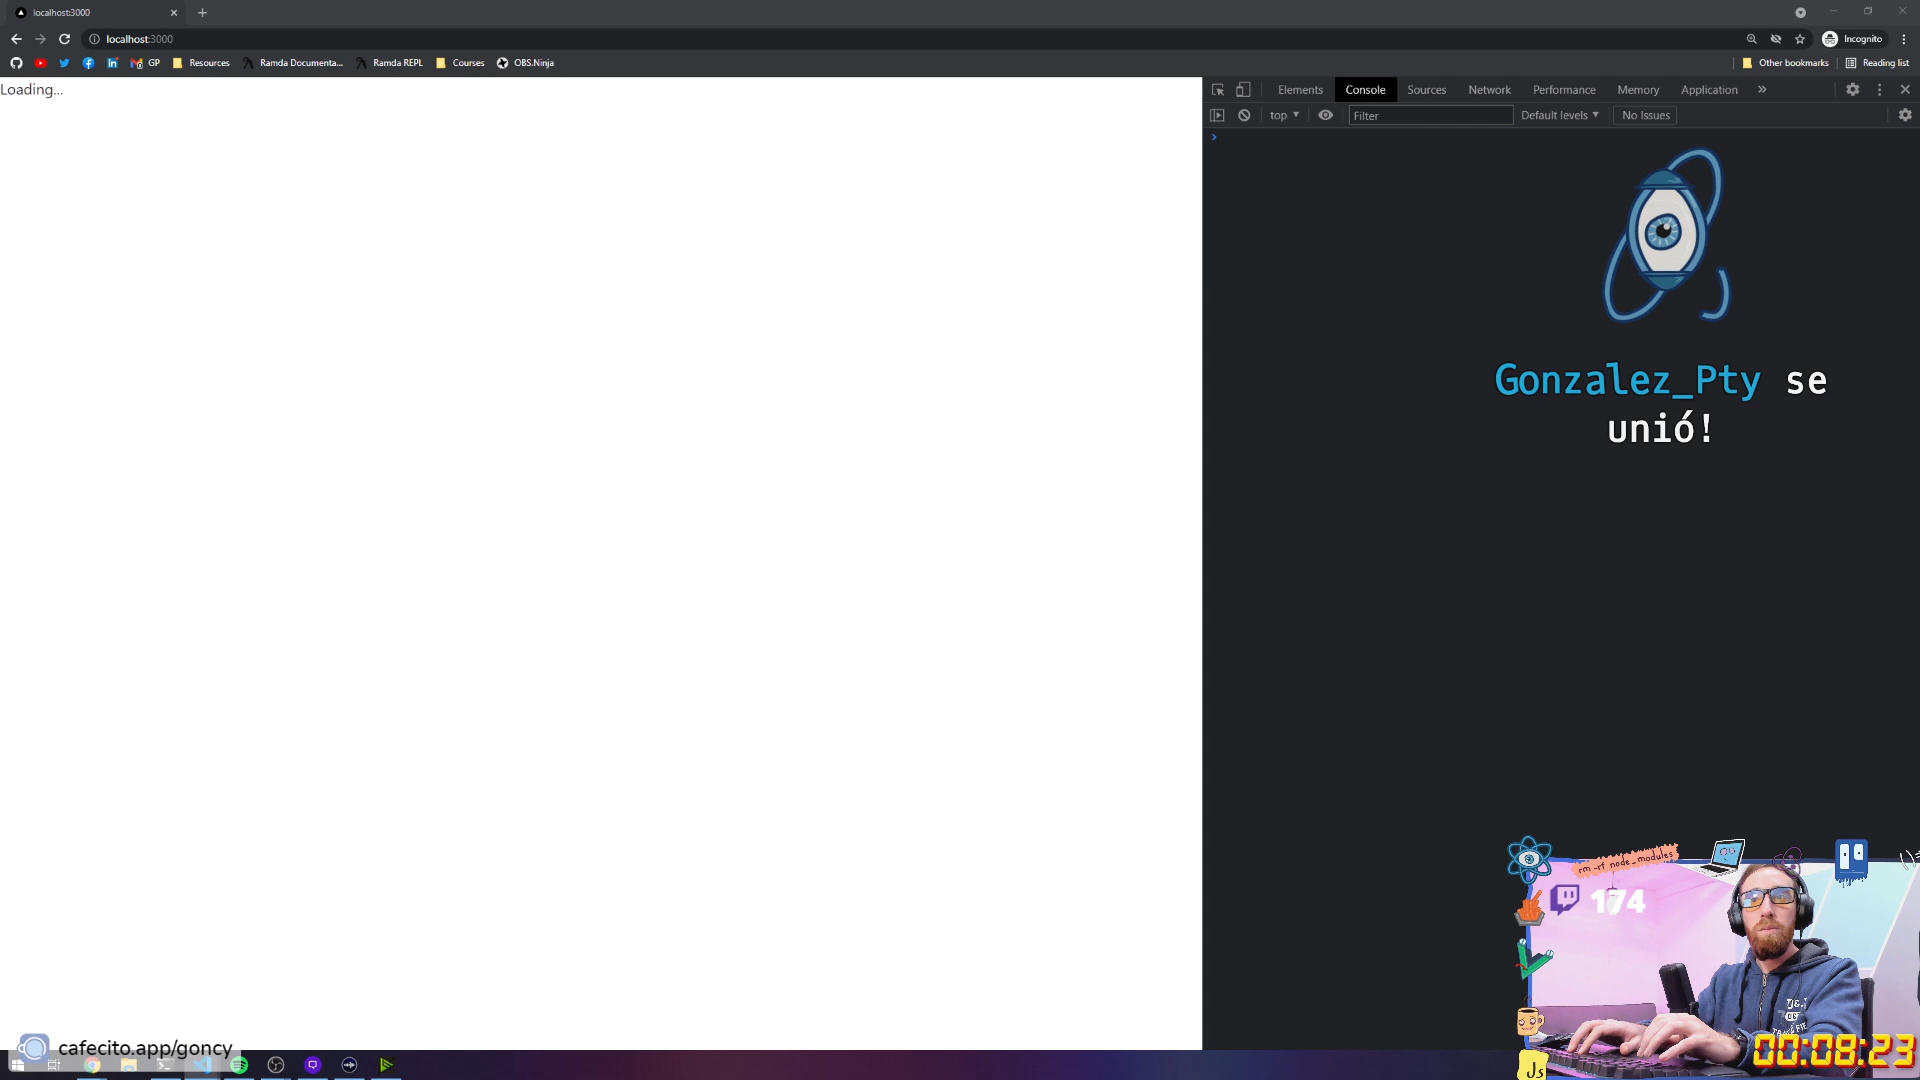 localhost:3000
localhost:3000
Incognito
GP
Resources
Ramda Documenta...
Ramda REPL
Courses
OBS.Ninja
Other bookmarks
Reading list
Loading...
Elements
Console
Sources
Network
Performance
Memory
Application
top
Filter
Default levels
No Issues
Gonzalez_Pty se
unió!
rm -rf node_modules
174
JS
cafecito.app/goncy
00:08:23